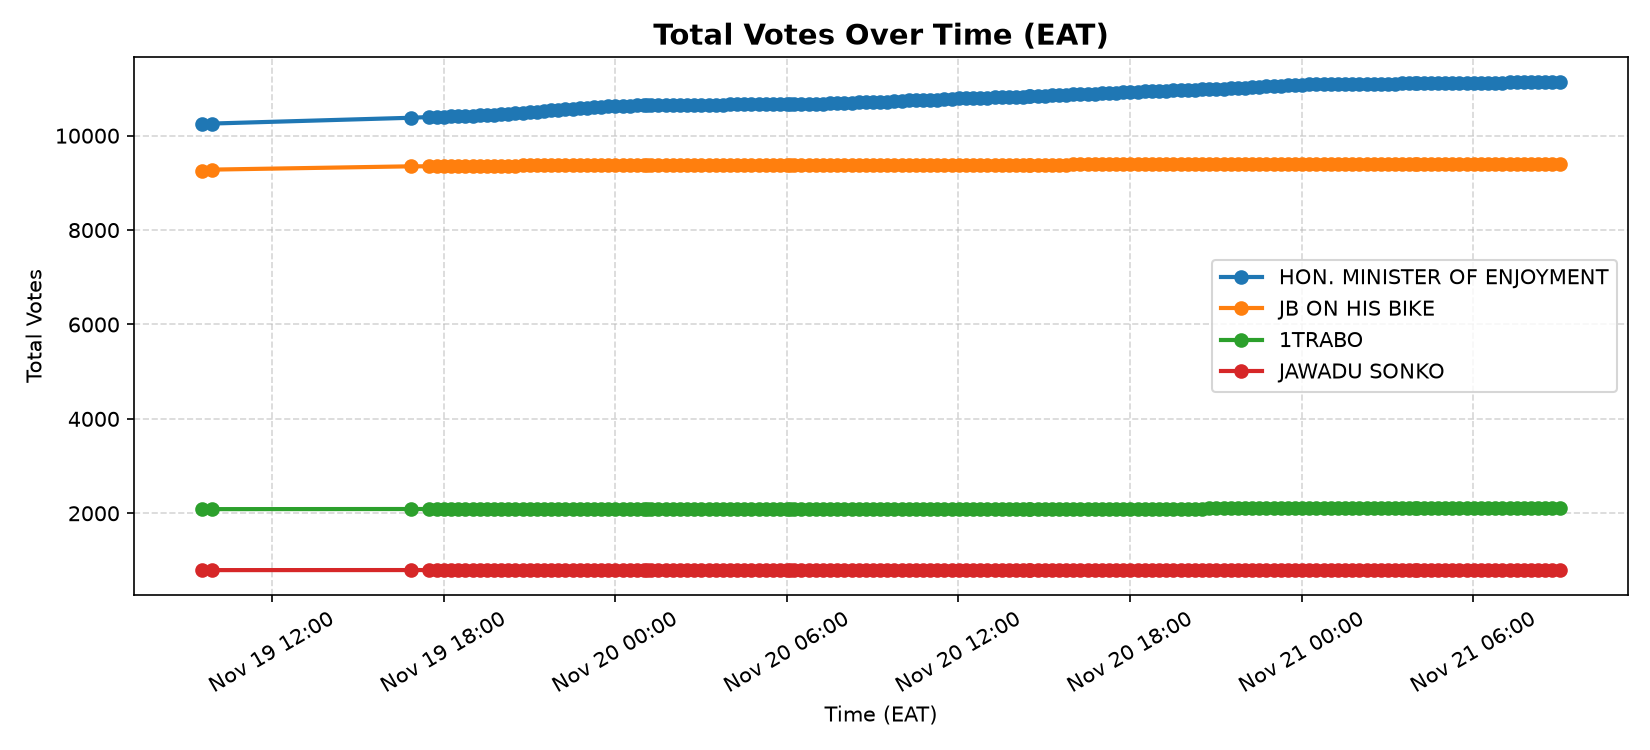 Total Votes Over Time (EAT)
Total Votes
10000
8000
6000
4000
2000
HON. MINISTER OF ENJOYMENT
JB ON HIS BIKE
1TRABO
JAWADU SONKO
Nov 19 12:00
Nov 19 18:00
Nov 20 00:00
Nov 20 06:00
Nov 20 12:00
Nov 20 18:00
Nov 21 00:00
Nov 21 06:00
Time (EAT)